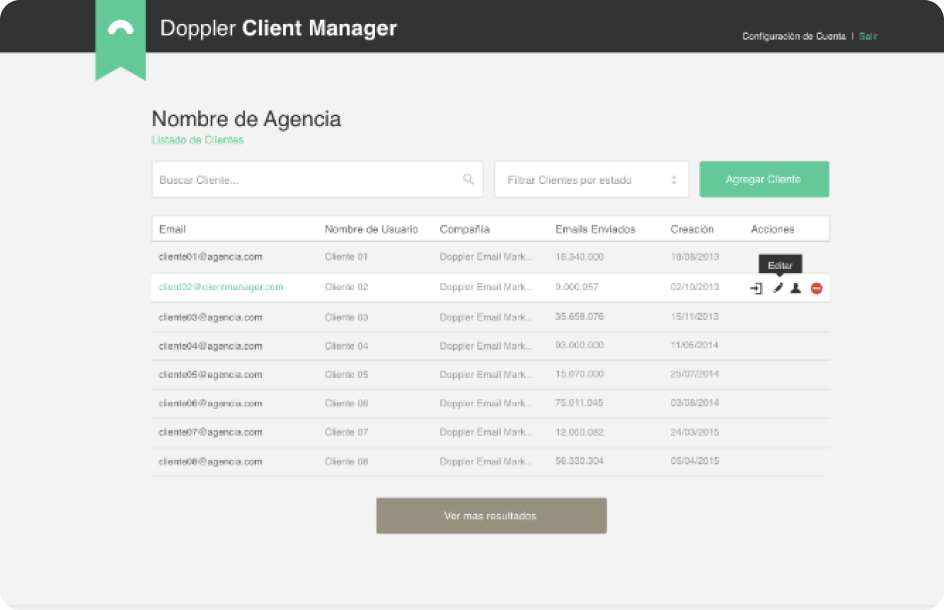 Doppler Client Manager
Configuración de Cuenta | Salir
Nombre de Agencia
Listado de Clientes
Buscar Cliente...
Filtrar Clientes por estado
Agregar Cliente
Email Nombre de Usuario Compañía Emails Enviados Creación Acciones
cliente01@agencia.com Cliente 01 Doppler Email Mark... 18.340.000 18/08/2013
Editar
client02@clientmanager.com Cliente 02 Doppler Email Mark... 9.000.057 02/10/2013
cliente03@agencia.com Cliente 03 Doppler Email Mark... 35.658.076 15/11/2013
cliente04@agencia.com Cliente 04 Doppler Email Mark... 93.000.000 11/05/2014
cliente05@agencia.com Cliente 05 Doppler Email Mark... 15.070.000 25/07/2014
cliente06@agencia.com Cliente 06 Doppler Email Mark... 75.011.045 03/08/2014
cliente07@agencia.com Cliente 07 Doppler Email Mark... 12.050.082 24/03/2015
cliente08@agencia.com Cliente 08 Doppler Email Mark... 56.330.304 05/04/2015
Ver mas resultados